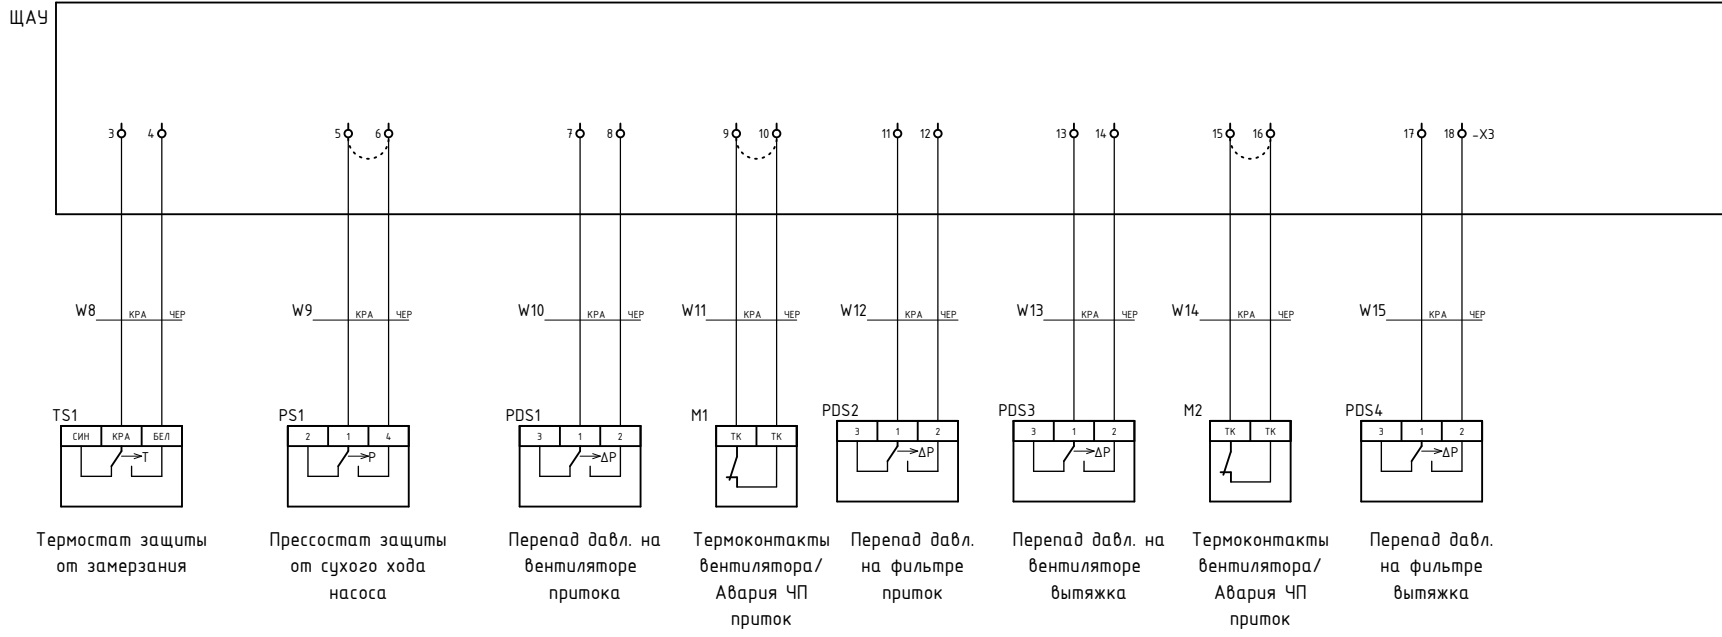 ЩАУ
3 4 5 6 7 8 9 10 11 12 13 14 15 16 17 18 -X3
W8 КРА ЧЕР W9 КРА ЧЕР W10 КРА ЧЕР W11 КРА ЧЕР W12 КРА ЧЕР W13 КРА ЧЕР W14 КРА ЧЕР W15 КРА ЧЕР
TS1 PS1 PDS1 M1 PDS2 PDS3 M2 PDS4
СИН КРА БЕЛ 2 1 4 3 1 2 ТК ТК 3 1 2 3 1 2 ТК ТК 3 1 2
T P ΔP ΔP ΔP ΔP
Термостат защиты
от замерзания
Прессостат защиты
от сухого хода
насоса
Перепад давл. на
вентиляторе
притока
Термоконтакты
вентилятора/
Авария ЧП
приток
Перепад давл.
на фильтре
приток
Перепад давл. на
вентиляторе
вытяжка
Термоконтакты
вентилятора/
Авария ЧП
приток
Перепад давл.
на фильтре
вытяжка